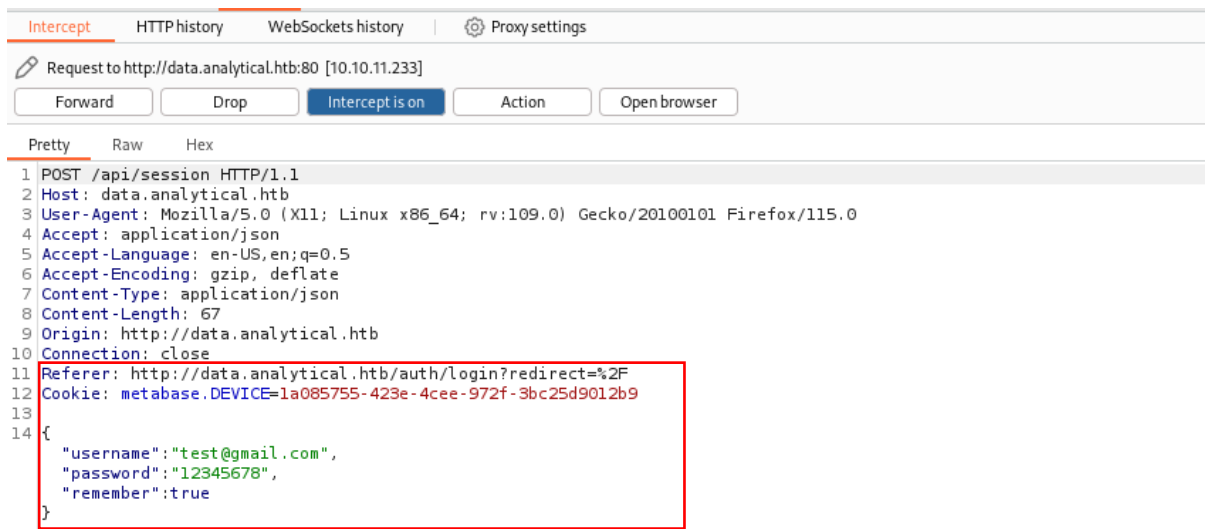 Intercept HTTP history WebSockets history Proxy settings
Request to http://data.analytical.htb:80 [10.10.11.233]
Forward Drop Intercept is on Action Open browser
Pretty Raw Hex
1 POST /api/session HTTP/1.1
2 Host: data.analytical.htb
3 User-Agent: Mozilla/5.0 (X11; Linux x86_64; rv:109.0) Gecko/20100101 Firefox/115.0
4 Accept: application/json
5 Accept-Language: en-US,en;q=0.5
6 Accept-Encoding: gzip, deflate
7 Content-Type: application/json
8 Content-Length: 67
9 Origin: http://data.analytical.htb
10 Connection: close
11 Referer: http://data.analytical.htb/auth/login?redirect=%2F
12 Cookie: metabase.DEVICE=1a085755-423e-4cee-972f-3bc25d9012b9
13
14 {
"username":"test@gmail.com",
"password":"12345678",
"remember":true
}